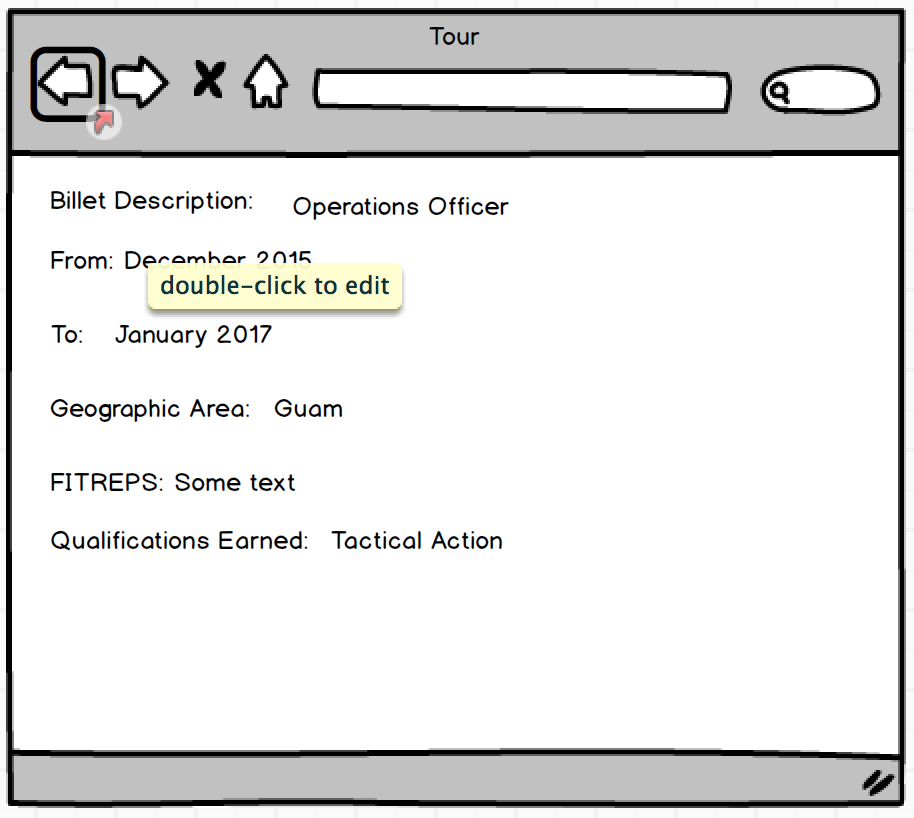 Tour
Billet Description: Operations Officer
From: December 2015
double-click to edit
To: January 2017
Geographic Area: Guam
FITREPS: Some text
Qualifications Earned: Tactical Action